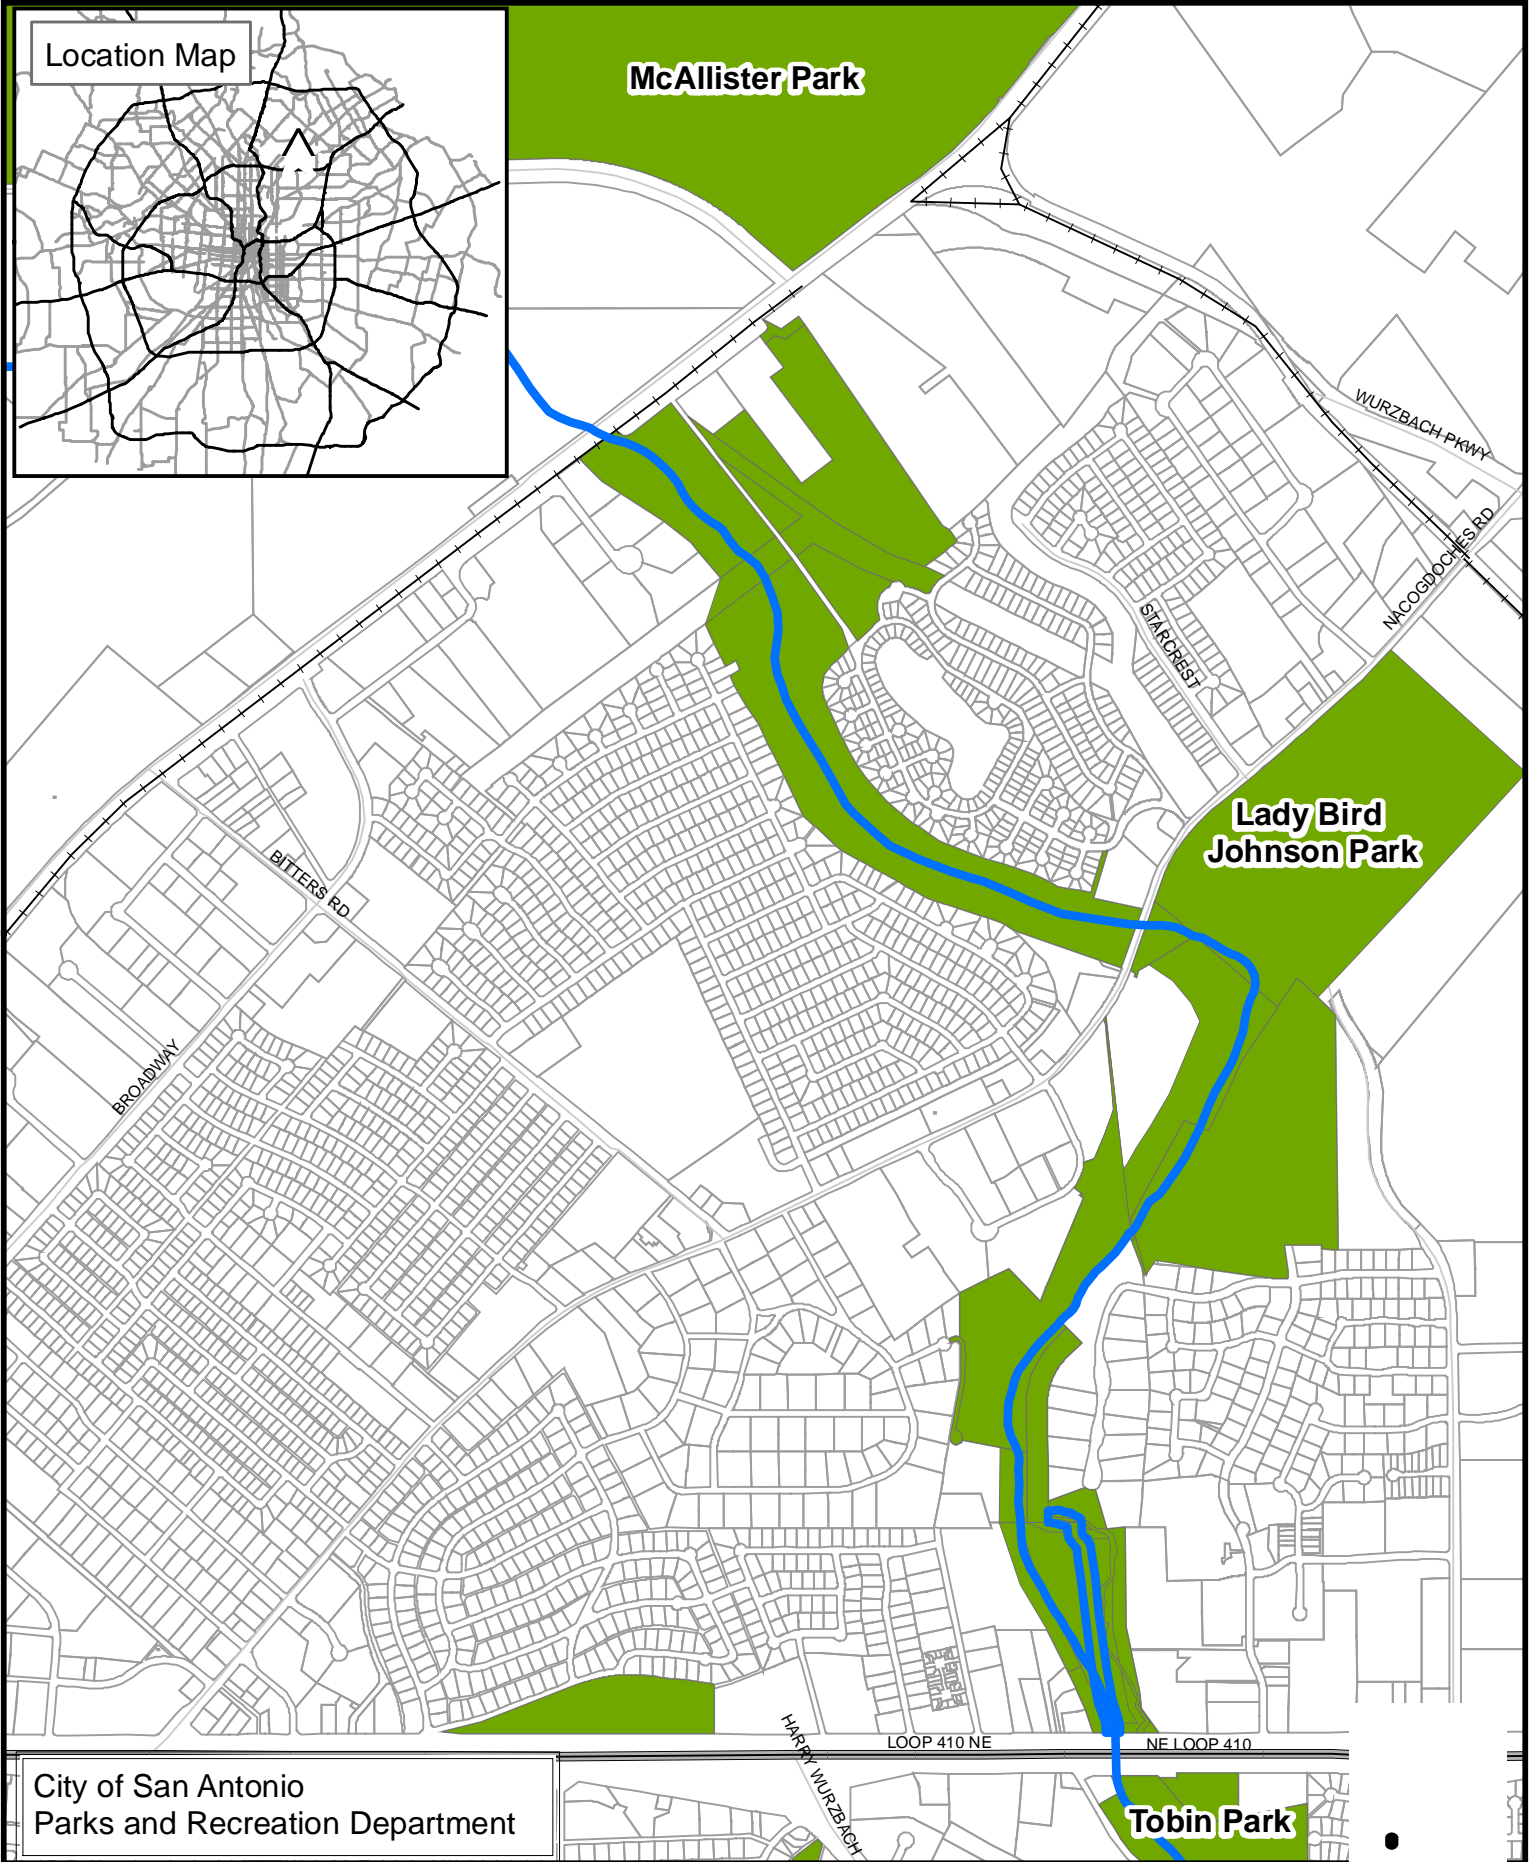 Location Map
McAllister Park
WURZBACH PKWY
NACOGDOCHES RD
STARCREST
Lady Bird
Johnson Park
BITTERS RD
BROADWAY
HARRY WURZBACH
LOOP 410 NE
NE LOOP 410
City of San Antonio
Parks and Recreation Department
Tobin Park